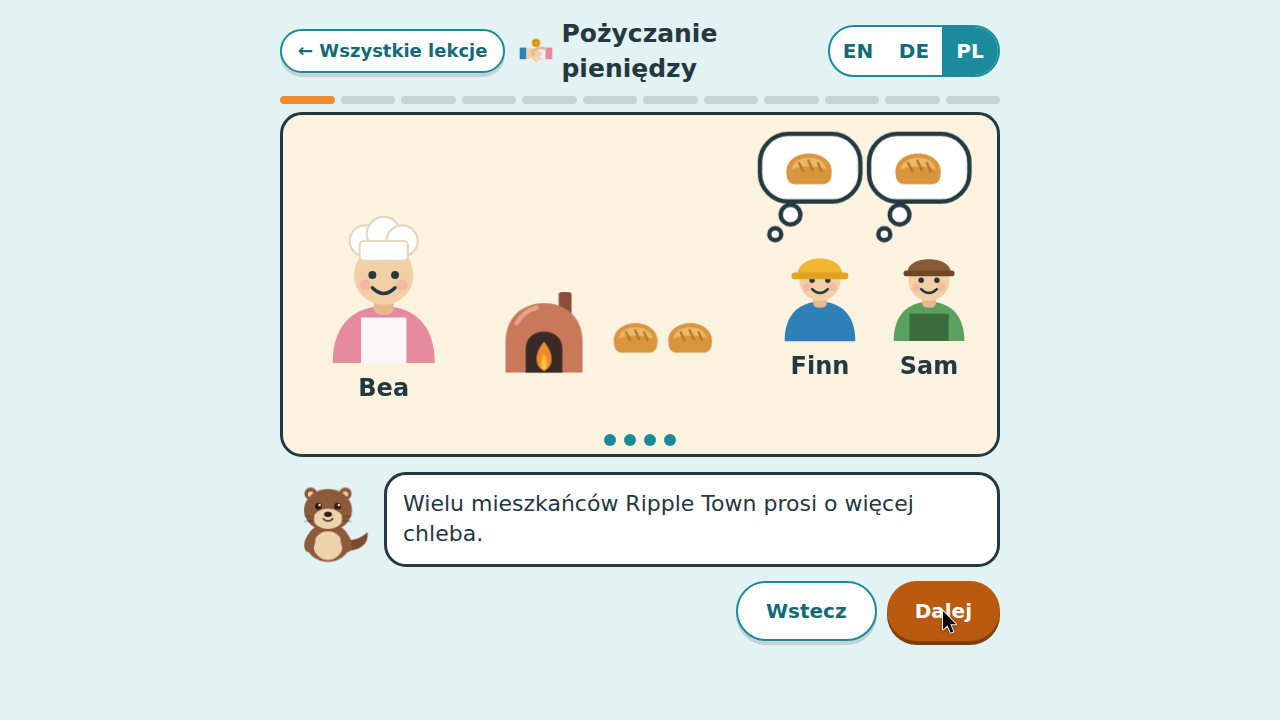 ← Wszystkie lekcje
Pożyczanie
pieniędzy
EN DE PL
Bea
Finn
Sam
Wielu mieszkańców Ripple Town prosi o więcej
chleba.
Wstecz
Dalej